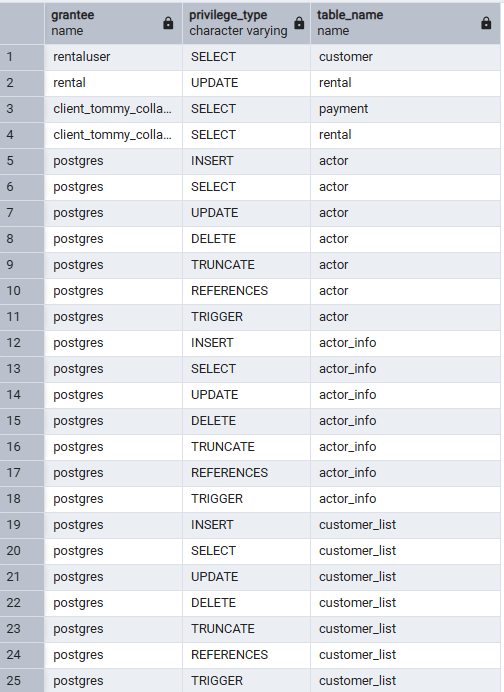 grantee privilege_type table_name
name character varying name
1 rentaluser SELECT customer
2 rental UPDATE rental
3 client_tommy_colla... SELECT payment
4 client_tommy_colla... SELECT rental
5 postgres INSERT actor
6 postgres SELECT actor
7 postgres UPDATE actor
8 postgres DELETE actor
9 postgres TRUNCATE actor
10 postgres REFERENCES actor
11 postgres TRIGGER actor
12 postgres INSERT actor_info
13 postgres SELECT actor_info
14 postgres UPDATE actor_info
15 postgres DELETE actor_info
16 postgres TRUNCATE actor_info
17 postgres REFERENCES actor_info
18 postgres TRIGGER actor_info
19 postgres INSERT customer_list
20 postgres SELECT customer_list
21 postgres UPDATE customer_list
22 postgres DELETE customer_list
23 postgres TRUNCATE customer_list
24 postgres REFERENCES customer_list
25 postgres TRIGGER customer_list